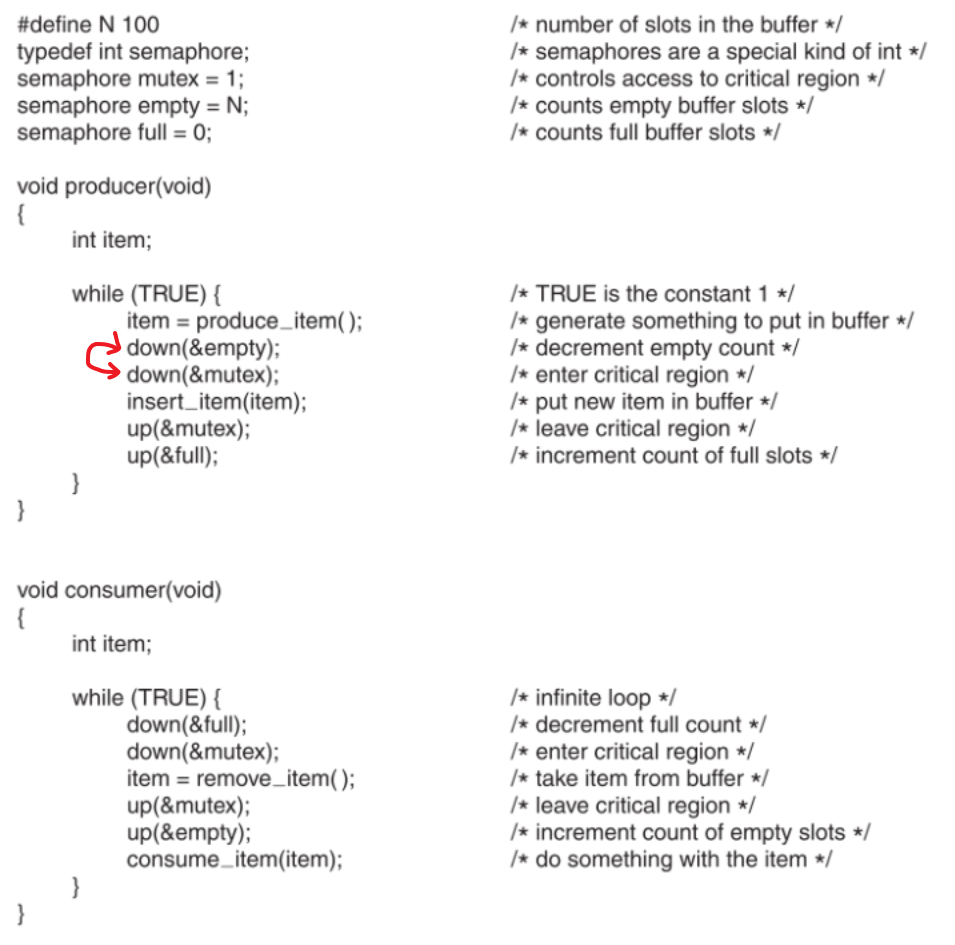 #define N 100 /* number of slots in the buffer */
typedef int semaphore; /* semaphores are a special kind of int */
semaphore mutex = 1; /* controls access to critical region */
semaphore empty = N; /* counts empty buffer slots */
semaphore full = 0; /* counts full buffer slots */
void producer(void)
{
int item;
while (TRUE) { /* TRUE is the constant 1 */
item = produce_item( ); /* generate something to put in buffer */
down(&empty); /* decrement empty count */
down(&mutex); /* enter critical region */
insert_item(item); /* put new item in buffer */
up(&mutex); /* leave critical region */
up(&full); /* increment count of full slots */
}
}
void consumer(void)
{
int item;
while (TRUE) { /* infinite loop */
down(&full); /* decrement full count */
down(&mutex); /* enter critical region */
item = remove_item( ); /* take item from buffer */
up(&mutex); /* leave critical region */
up(&empty); /* increment count of empty slots */
consume_item(item); /* do something with the item */
}
}